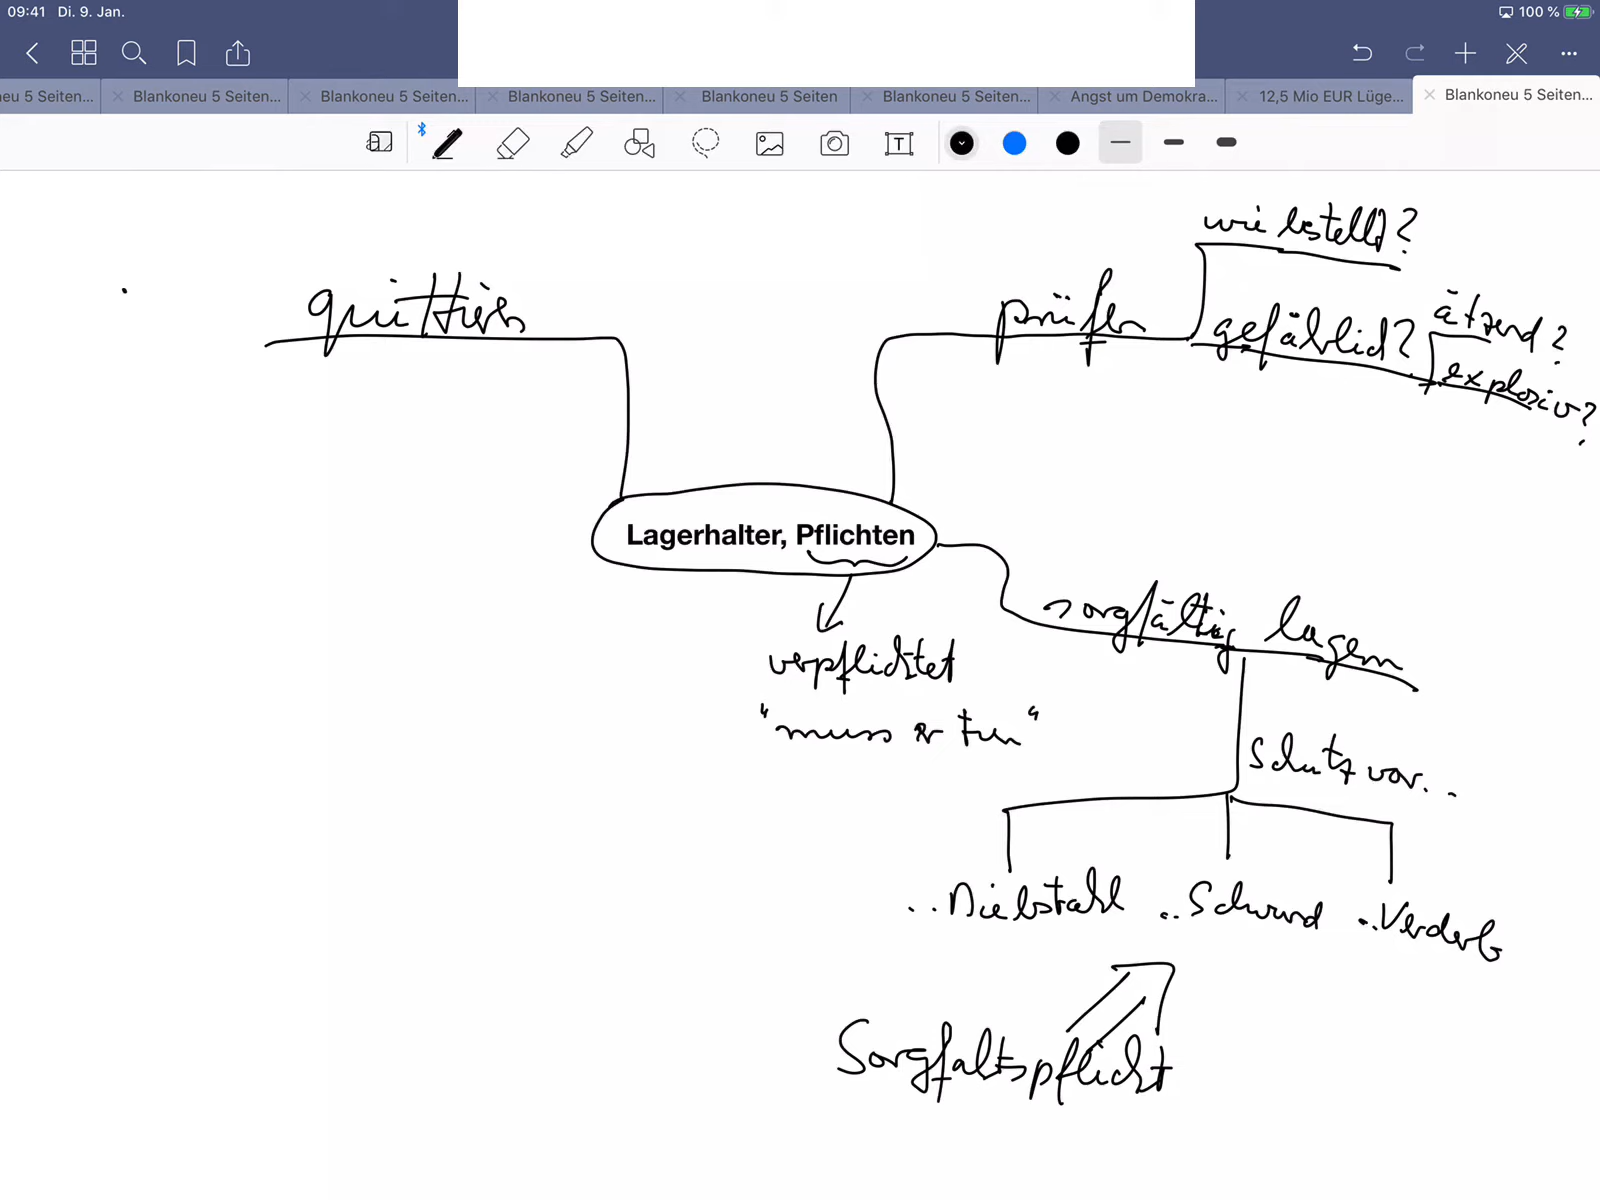 09:41 Di. 9. Jan.
100 %
eu 5 Seiten...
Blankoneu 5 Seiten...
Blankoneu 5 Seiten...
Blankoneu 5 Seiten...
Blankoneu 5 Seiten
Blankoneu 5 Seiten...
Angst um Demokra...
12,5 Mio EUR Lüge...
Blankoneu 5 Seiten...
T
wie bestellt?
quittieren
prüfen
gefährlich?
ätzend?
explosiv?
Lagerhalter, Pflichten
sorgfältig lagern
verpflichtet
"muss er tun"
Schutz vor...
..Diebstahl
..Schwund
..Verderb
Sorgfaltspflicht